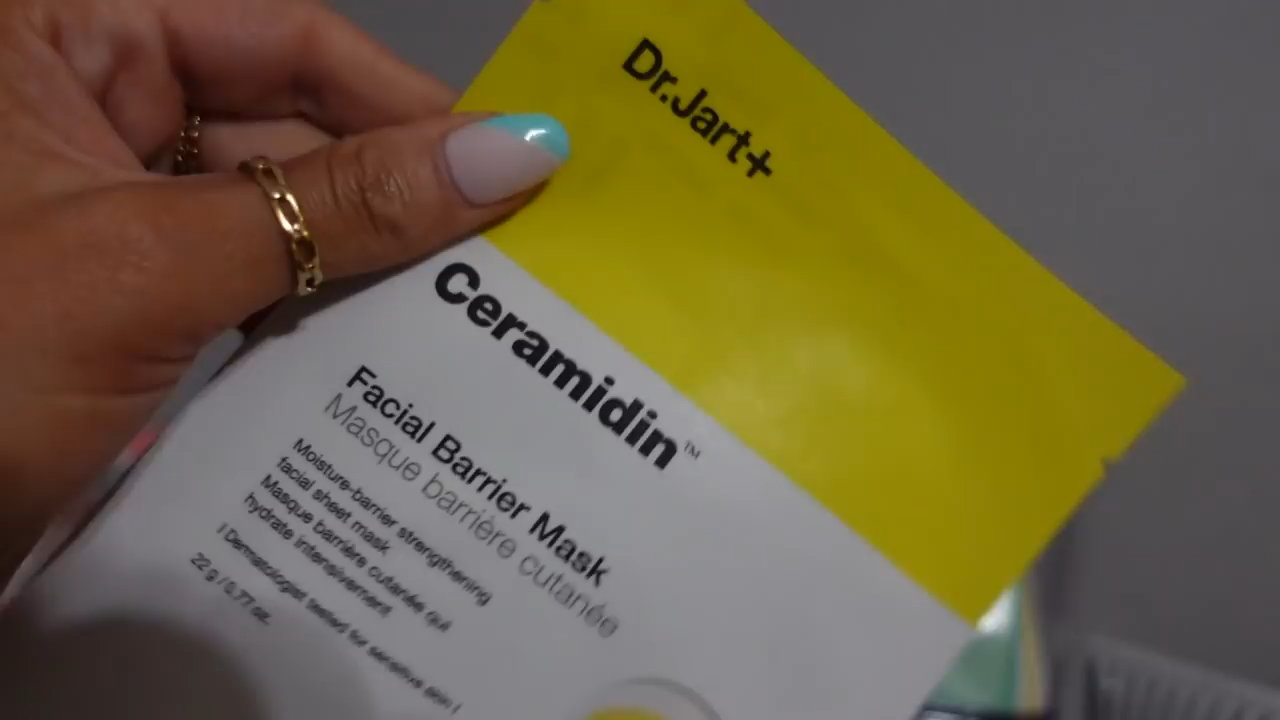 Dr.Jart+
Ceramidin™
Facial Barrier Mask
Masque barrière cutanée
Moisture-barrier strengthening
facial sheet mask
Masque barrière cutanée qui
hydrate intensivement
| Dermatologist tested for sensitive skin |
22 g / 0.77 oz.